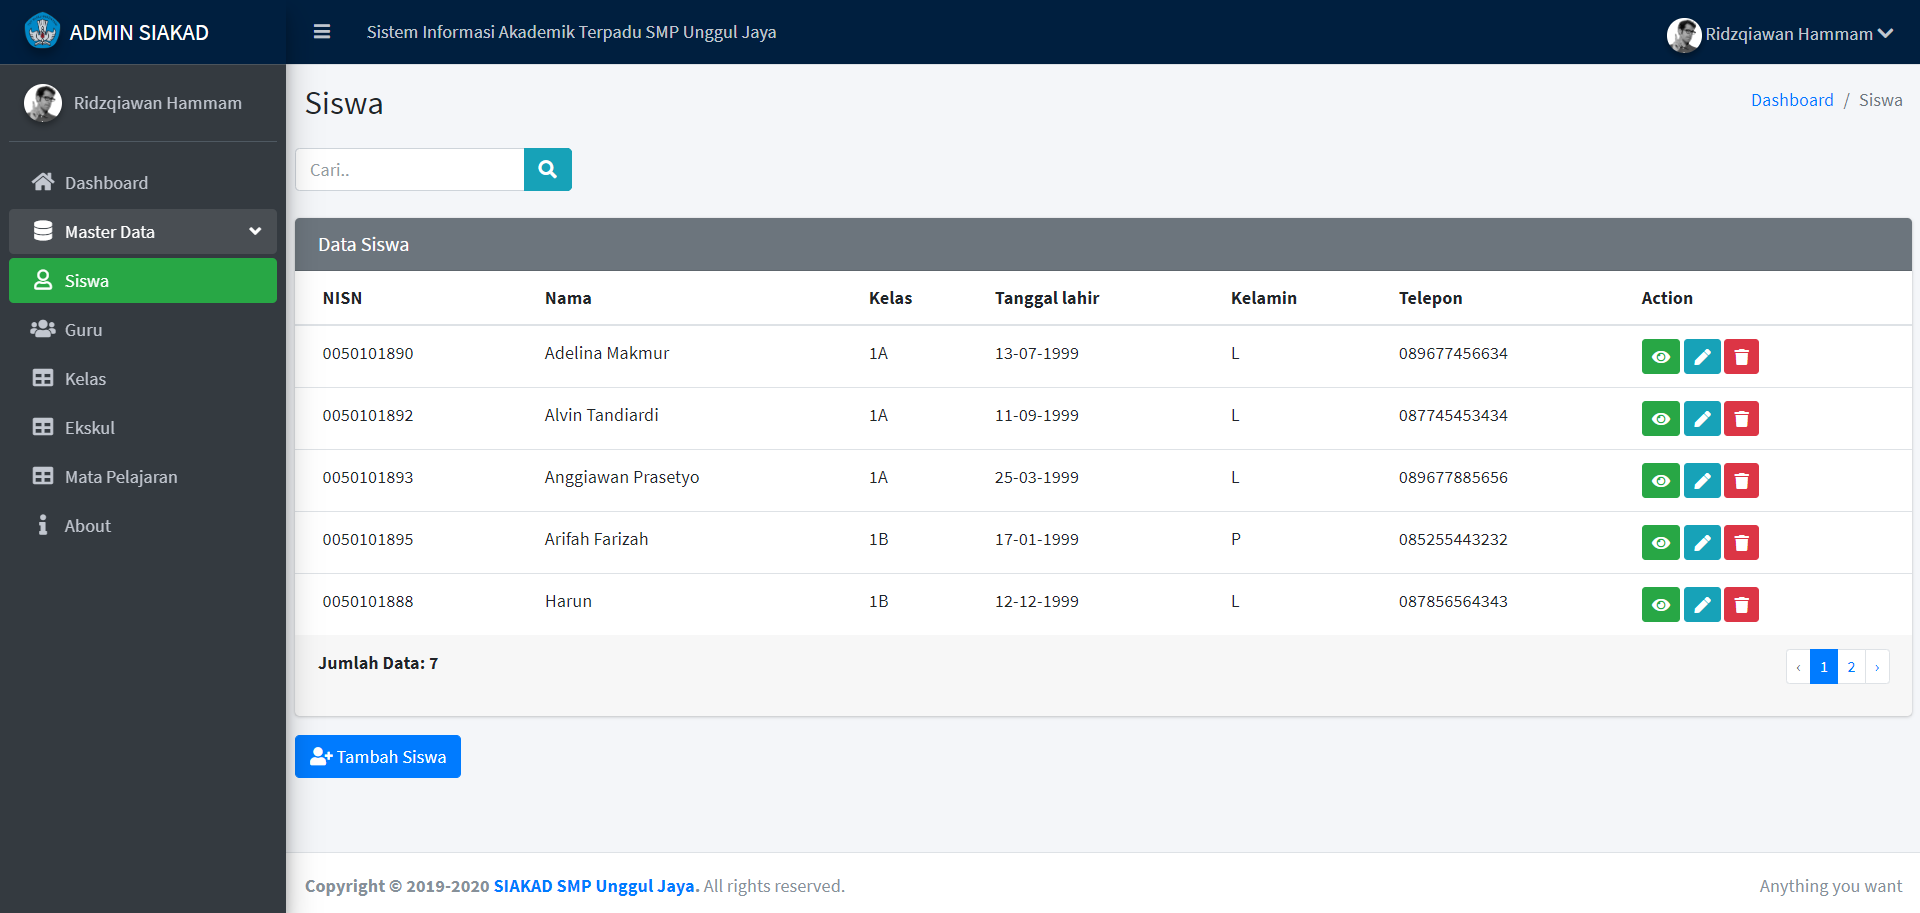 ADMIN SIAKAD
Sistem Informasi Akademik Terpadu SMP Unggul Jaya
Ridzqiawan Hammam
Ridzqiawan Hammam
Dashboard
Master Data
Siswa
Guru
Kelas
Ekskul
Mata Pelajaran
About
Siswa
Dashboard / Siswa
Cari..
Data Siswa
NISN Nama Kelas Tanggal lahir Kelamin Telepon Action
0050101890 Adelina Makmur 1A 13-07-1999 L 089677456634
0050101892 Alvin Tandiardi 1A 11-09-1999 L 087745453434
0050101893 Anggiawan Prasetyo 1A 25-03-1999 L 089677885656
0050101895 Arifah Farizah 1B 17-01-1999 P 085255443232
0050101888 Harun 1B 12-12-1999 L 087856564343
Jumlah Data: 7
‹ 1 2 ›
Tambah Siswa
Copyright © 2019-2020 SIAKAD SMP Unggul Jaya. All rights reserved.
Anything you want